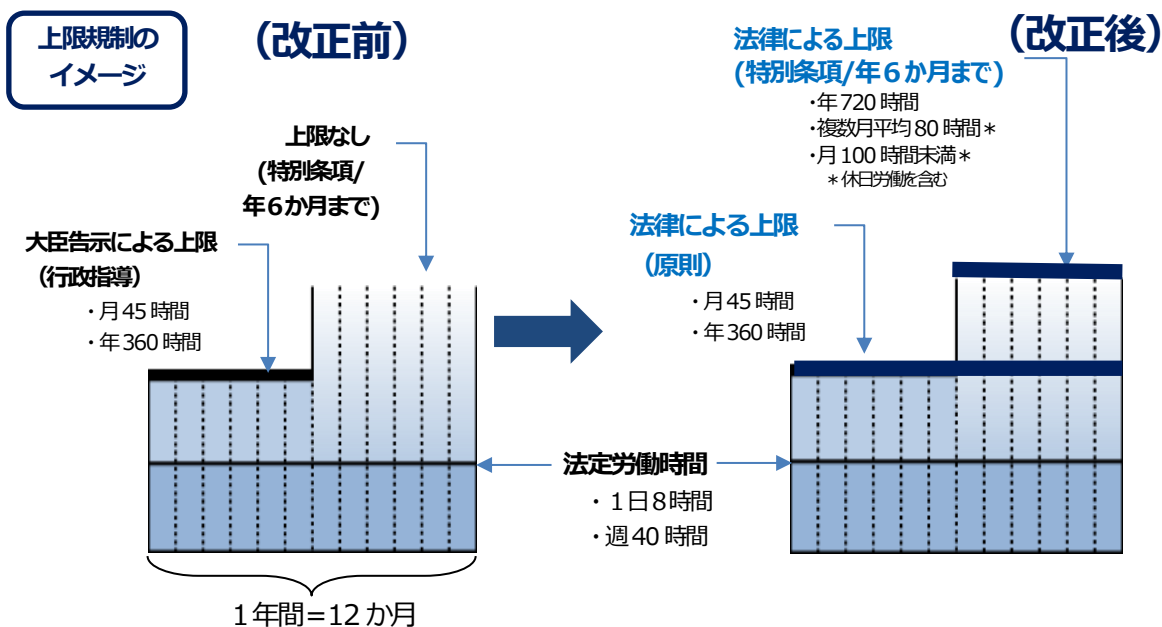 上限規制の
イメージ
（改正前）
上限なし
(特別条項/
年６か月まで)
大臣告示による上限
（行政指導）
・月45時間
・年360時間
（改正後）
法律による上限
(特別条項/年６か月まで)
・年720時間
・複数月平均80時間＊
・月100時間未満＊
＊休日労働を含む
法律による上限
（原則）
・月45時間
・年360時間
法定労働時間
・１日８時間
・週40時間
１年間＝12か月